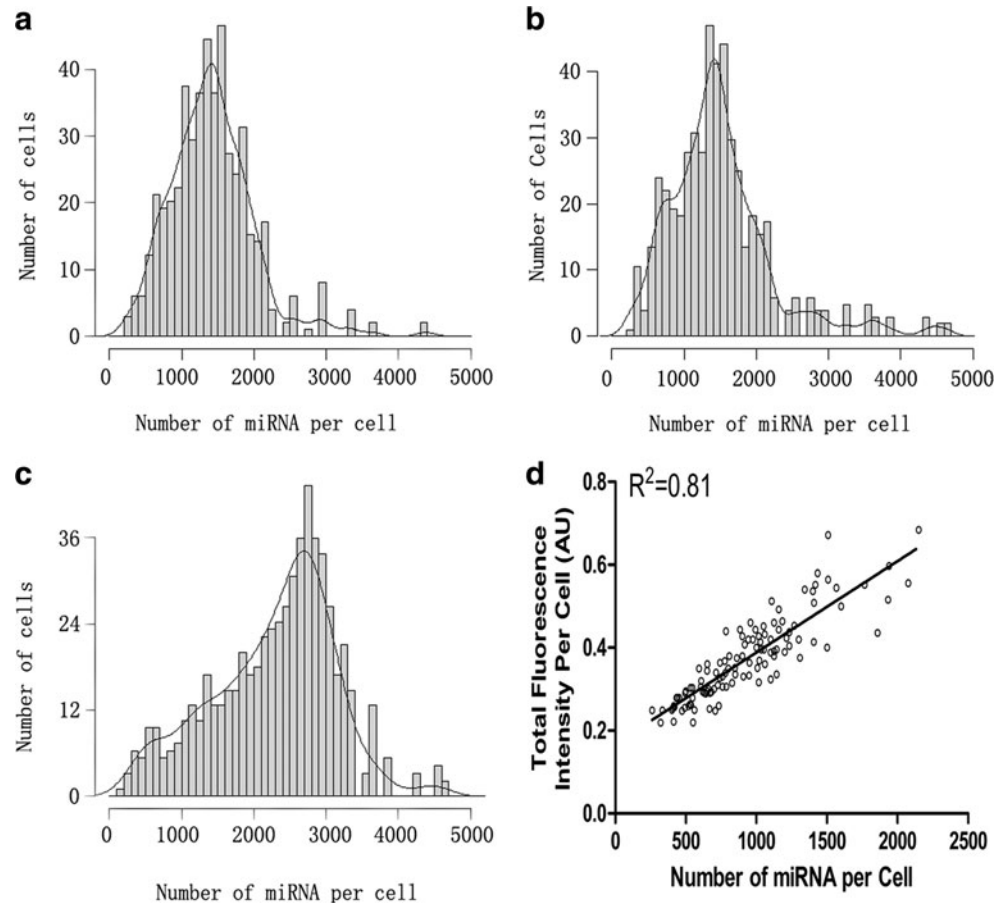 a
40
30
20
10
0
Number of cells
0 1000 2000 3000 4000 5000
Number of miRNA per cell
b
40
30
20
10
0
Number of Cells
0 1000 2000 3000 4000 5000
Number of miRNA per cell
c
36
24
12
0
Number of cells
0 1000 2000 3000 4000 5000
Number of miRNA per cell
d
R²=0.81
0.8
0.6
0.4
0.2
0.0
Total Fluorescence
Intensity Per Cell (AU)
0 500 1000 1500 2000 2500
Number of miRNA per Cell